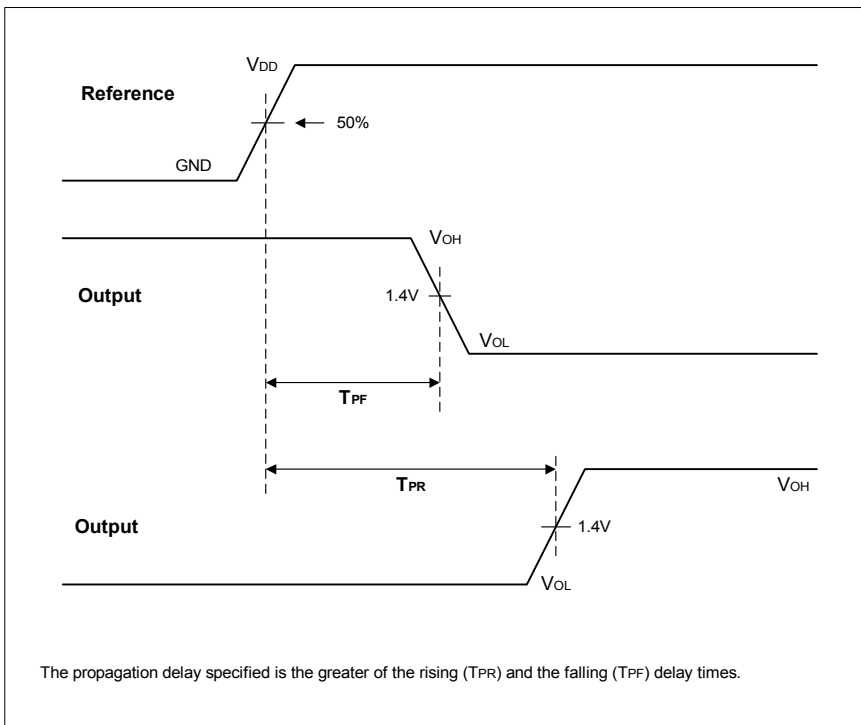 VDD
Reference
50%
GND
VOH
Output
1.4V
VOL
TPF
TPR
VOH
Output
1.4V
VOL
The propagation delay specified is the greater of the rising (TPR) and the falling (TPF) delay times.